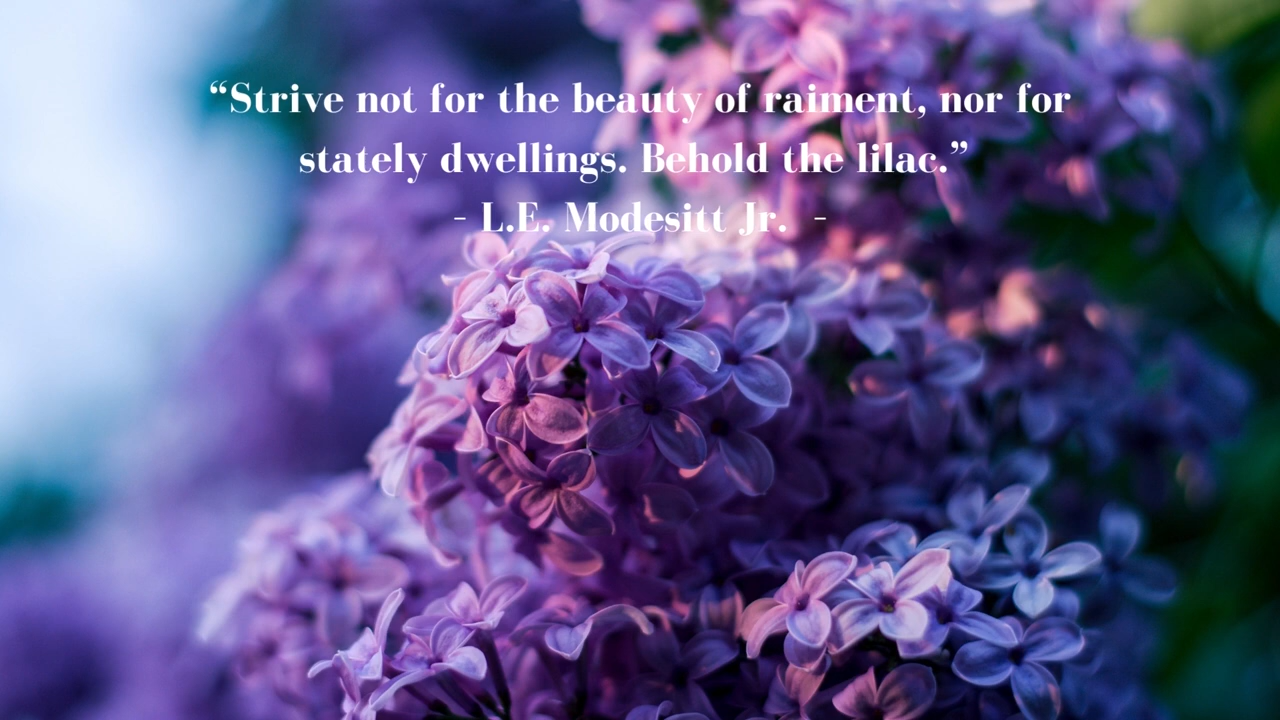 “Strive not for the beauty of raiment, nor for
stately dwellings. Behold the lilac.”
- L.E. Modesitt Jr.  -